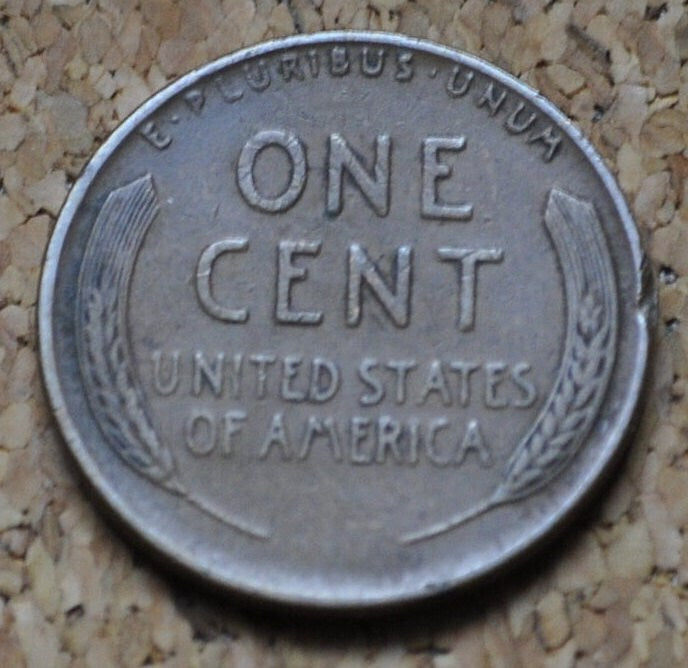 E·PLURIBUS·UNUM
ONE
CENT
UNITED STATES
OF AMERICA